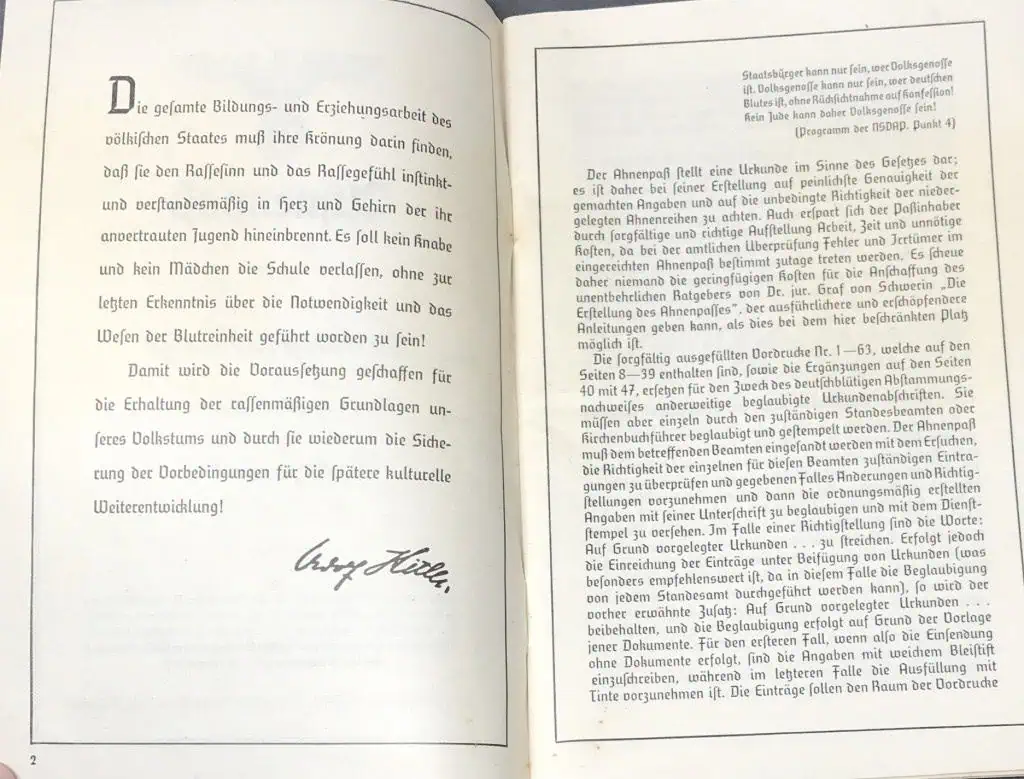 Die gesamte Bildungs- und Erziehungsarbeit des
völkischen Staates muß ihre Krönung darin finden,
daß sie den Rassesinn und das Rassegefühl instinkt-
und verstandesmäßig in Herz und Gehirn der ihr
anvertrauten Jugend hineinbrennt. Es soll kein Knabe
und kein Mädchen die Schule verlassen, ohne zur
letzten Erkenntnis über die Notwendigkeit und das
Wesen der Blutreinheit geführt worden zu sein!
Damit wird die Voraussetzung geschaffen für
die Erhaltung der rassenmäßigen Grundlagen un-
seres Volkstums und durch sie wiederum die Siche-
rung der Vorbedingungen für die spätere kulturelle
Weiterentwicklung!
Adolf Hitler.
2
Staatsbürger kann nur sein, wer Volksgenosse
ist. Volksgenosse kann nur sein, wer deutschen
Blutes ist, ohne Rücksichtnahme auf Konfession!
Kein Jude kann daher Volksgenosse sein!
(Programm der NSDAP. Punkt 4)
Der Ahnenpaß stellt eine Urkunde im Sinne des Gesetzes dar;
es ist daher bei seiner Erstellung auf peinlichste Genauigkeit der
gemachten Angaben und auf die unbedingte Richtigkeit der nieder-
gelegten Ahnenreihen zu achten. Auch erspart sich der Paßinhaber
durch sorgfältige und richtige Aufstellung Arbeit, Zeit und unnötige
Kosten, da bei der amtlichen Überprüfung Fehler und Irrtümer im
eingereichten Ahnenpaß bestimmt zutage treten werden. Es scheue
daher niemand die geringfügigen Kosten für die Anschaffung des
unentbehrlichen Ratgebers von Dr. jur. Graf von Schwerin „Die
Erstellung des Ahnenpasses", der ausführlichere und erschöpfendere
Anleitungen geben kann, als dies bei dem hier beschränkten Platz
möglich ist.
Die sorgfältig ausgefüllten Vordrucke Nr. 1—63, welche auf den
Seiten 8—39 enthalten sind, sowie die Ergänzungen auf den Seiten
40 mit 47, ersetzen für den Zweck des deutschblütigen Abstammungs-
nachweises anderweitige beglaubigte Urkundenabschriften. Sie
müssen aber einzeln durch den zuständigen Standesbeamten oder
Kirchenbuchführer beglaubigt und gestempelt werden. Der Ahnenpaß
muß dem betreffenden Beamten eingesandt werden mit dem Ersuchen,
die Richtigkeit der einzelnen für diesen Beamten zuständigen Eintra-
gungen zu überprüfen und gegebenen Falles Änderungen und Richtig-
stellungen vorzunehmen und dann die ordnungsmäßig erstellten
Angaben mit seiner Unterschrift zu beglaubigen und mit dem Dienst-
stempel zu versehen. Im Falle einer Richtigstellung sind die Worte:
Auf Grund vorgelegter Urkunden . . . zu streichen. Erfolgt jedoch
die Einreichung der Einträge unter Beifügung von Urkunden (was
besonders empfehlenswert ist, da in diesem Falle die Beglaubigung
von jedem Standesamt durchgeführt werden kann), so wird der
vorher erwähnte Zusatz: Auf Grund vorgelegter Urkunden . . .
beibehalten, und die Beglaubigung erfolgt auf Grund der Vorlage
jener Dokumente. Für den ersteren Fall, wenn also die Einsendung
ohne Dokumente erfolgt, sind die Angaben mit weichem Bleistift
einzuschreiben, während im letzteren Falle die Ausfüllung mit
Tinte vorzunehmen ist. Die Einträge sollen den Raum der Vordrucke